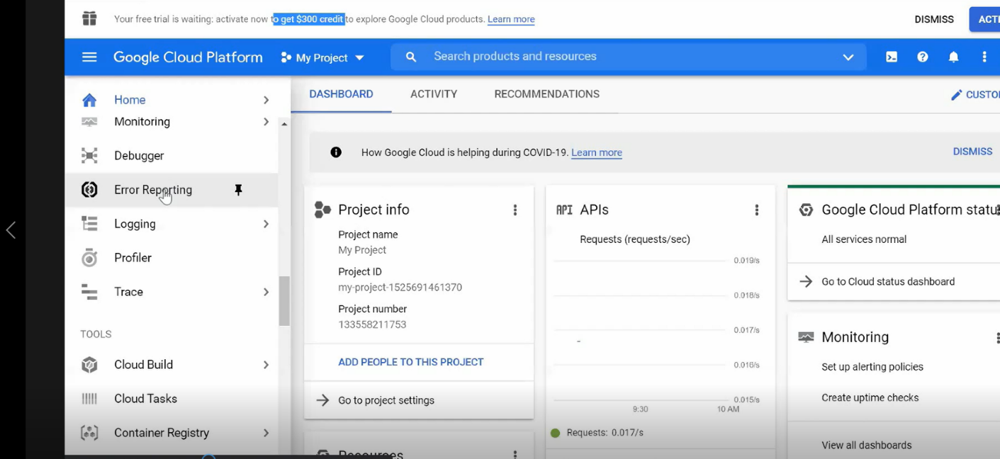 Your free trial is waiting: activate now to get $300 credit to explore Google Cloud products. Learn more
DISMISS
Google Cloud Platform
My Project
Search products and resources
Home
Monitoring
Debugger
Error Reporting
Logging
Profiler
Trace
TOOLS
Cloud Build
Cloud Tasks
Container Registry
DASHBOARD
ACTIVITY
RECOMMENDATIONS
How Google Cloud is helping during COVID-19. Learn more
DISMISS
Project info
Project name
My Project
Project ID
my-project-1525691461370
Project number
133558211753
ADD PEOPLE TO THIS PROJECT
Go to project settings
Resources
API APIs
Requests (requests/sec)
0.019/s
0.018/s
0.017/s
0.016/s
0.015/s
9:30
10 AM
Requests: 0.017/s
Google Cloud Platform
All services normal
Go to Cloud status dashboard
Monitoring
Set up alerting policies
Create uptime checks
View all dashboards